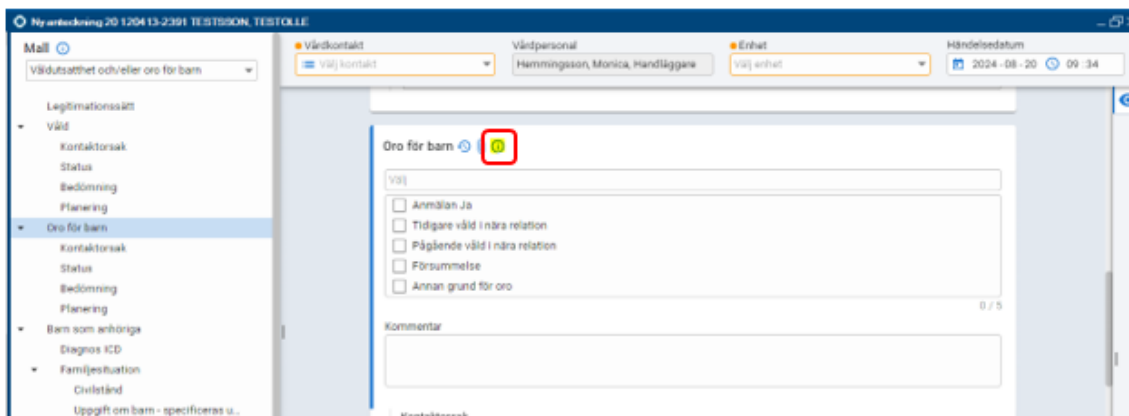 Ny anteckning 20 120413-2391 TESTSSON, TESTOLLE
Mall
Våldutsatthet och/eller oro för barn
Vårdkontakt
Välj kontakt
Vårdpersonal
Hemmingsson, Monica, Handläggare
Enhet
Välj enhet
Händelsedatum
2024-08-20 09:34
Legitimationssätt
Våld
Kontaktorsak
Status
Bedömning
Planering
Oro för barn
Kontaktorsak
Status
Bedömning
Planering
Barn som anhöriga
Diagnos ICD
Familjesituation
Civilstånd
Uppgift om barn - specificeras u...
Oro för barn
Välj
Anmälan Ja
Tidigare våld i nära relation
Pågående våld i nära relation
Försummelse
Annan grund för oro
0 / 5
Kommentar
Kontaktorsak